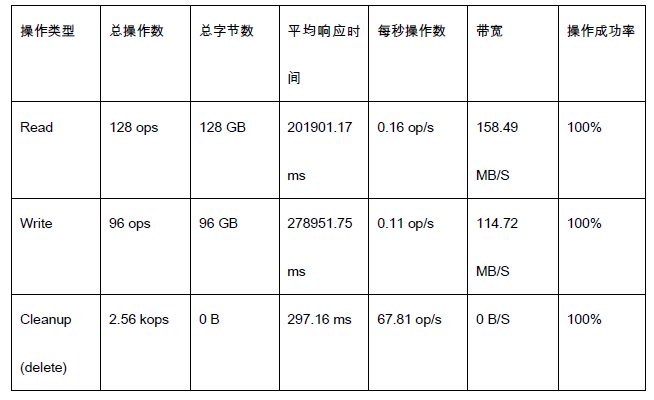 操作类型 总操作数 总字节数 平均响应时间 每秒操作数 带宽 操作成功率
Read 128 ops 128 GB 201901.17 ms 0.16 op/s 158.49 MB/S 100%
Write 96 ops 96 GB 278951.75 ms 0.11 op/s 114.72 MB/S 100%
Cleanup (delete) 2.56 kops 0 B 297.16 ms 67.81 op/s 0 B/S 100%